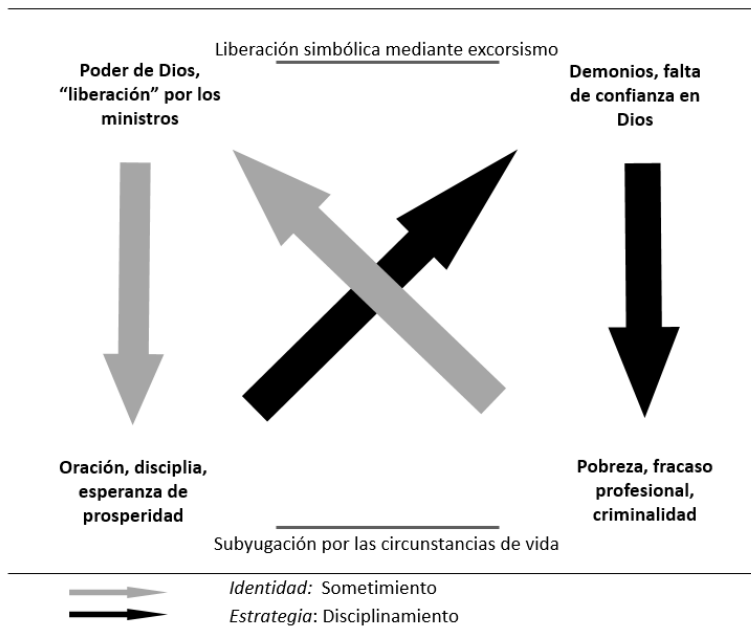 Liberación simbólica mediante excorsismo
Poder de Dios,
“liberación” por los
ministros
Demonios, falta
de confianza en
Dios
Oración, disciplia,
esperanza de
prosperidad
Pobreza, fracaso
profesional,
criminalidad
Subyugación por las circunstancias de vida
Identidad: Sometimiento
Estrategia: Disciplinamiento